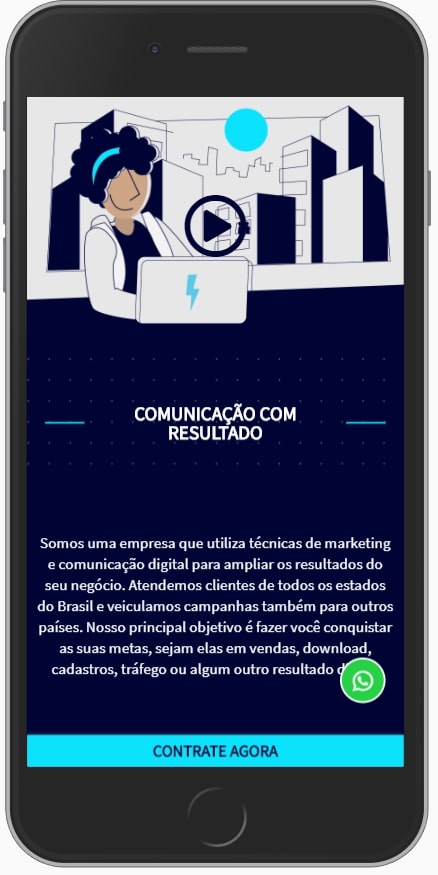 COMUNICAÇÃO COM
RESULTADO
Somos uma empresa que utiliza técnicas de marketing
e comunicação digital para ampliar os resultados do
seu negócio. Atendemos clientes de todos os estados
do Brasil e veiculamos campanhas também para outros
países. Nosso principal objetivo é fazer você conquistar
as suas metas, sejam elas em vendas, download,
cadastros, tráfego ou algum outro resultado
CONTRATE AGORA